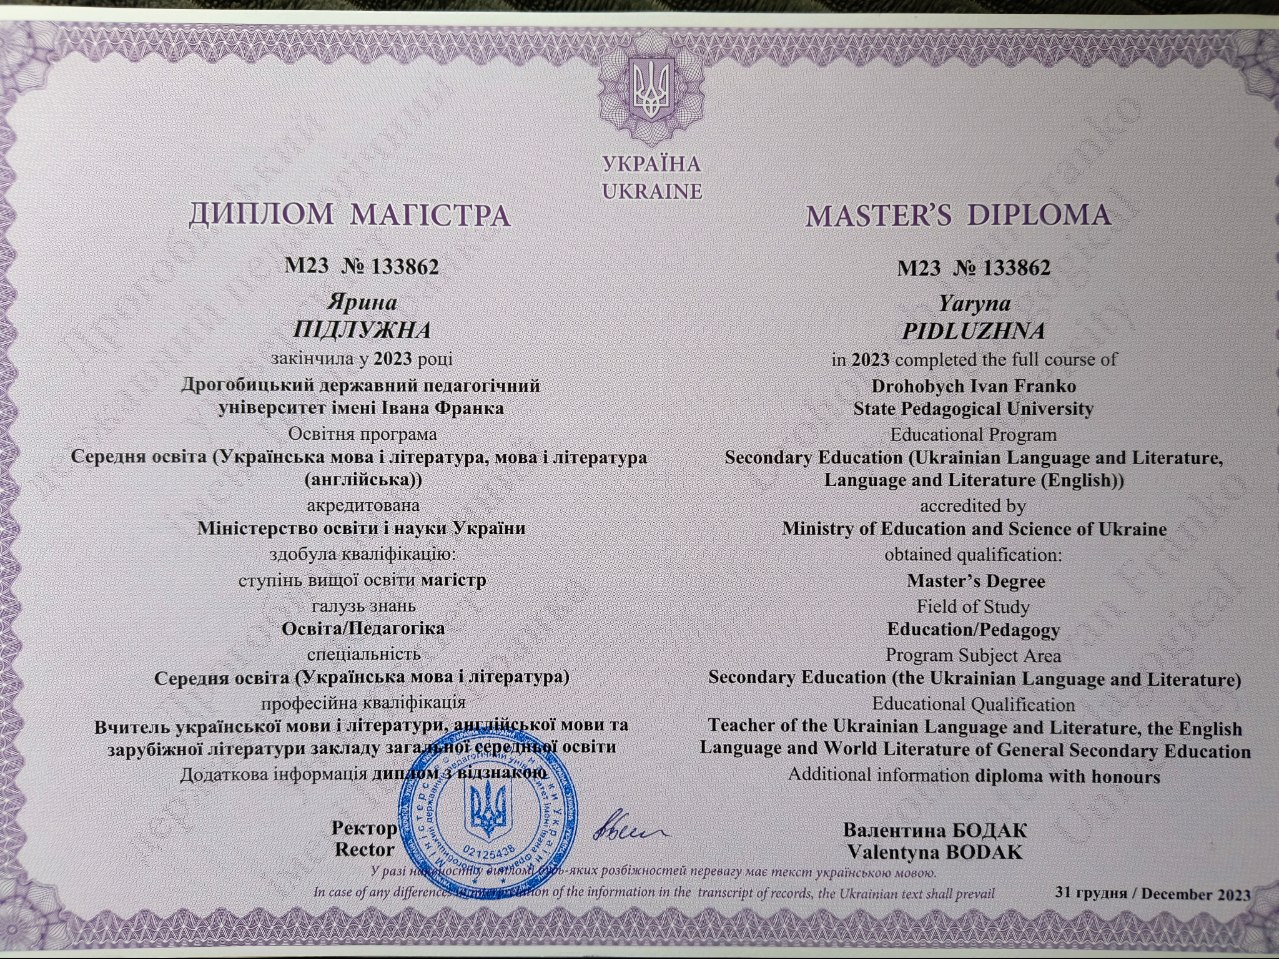 УКРАЇНА
UKRAINE
ДИПЛОМ МАГІСТРА
М23 № 133862
Ярина
ПІДЛУЖНА
закінчила у 2023 році
Дрогобицький державний педагогічний
університет імені Івана Франка
Освітня програма
Середня освіта (Українська мова і література, мова і література
(англійська))
акредитована
Міністерство освіти і науки України
здобула кваліфікацію:
ступінь вищої освіти магістр
галузь знань
Освіта/Педагогіка
спеціальність
Середня освіта (Українська мова і література)
професійна кваліфікація
Вчитель української мови і літератури, англійської мови та
зарубіжної літератури закладу загальної середньої освіти
Додаткова інформація диплом з відзнакою
MASTER'S DIPLOMA
М23 № 133862
Yaryna
PIDLUZHNA
in 2023 completed the full course of
Drohobych Ivan Franko
State Pedagogical University
Educational Program
Secondary Education (Ukrainian Language and Literature,
Language and Literature (English))
accredited by
Ministry of Education and Science of Ukraine
obtained qualification:
Master's Degree
Field of Study
Education/Pedagogy
Program Subject Area
Secondary Education (the Ukrainian Language and Literature)
Educational Qualification
Teacher of the Ukrainian Language and Literature, the English
Language and World Literature of General Secondary Education
Additional information diploma with honours
Ректор
Rector
02125438
Валентина БОДАК
Valentyna BODAK
У разі в дипломі будь-яких розбіжностей перевагу має текст українською мовою.
In case of any differences in interpretation of the information in the transcript of records, the Ukrainian text shall prevail
31 грудня / December 2023